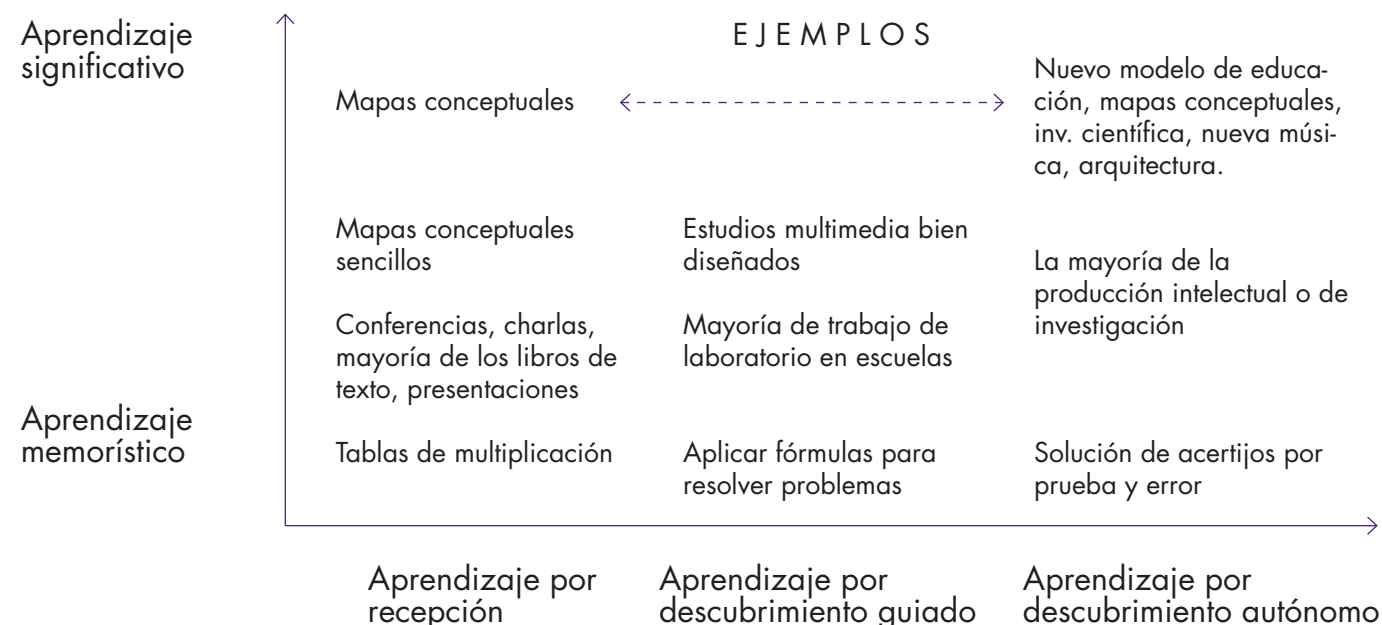 Aprendizaje
significativo
EJEMPLOS
Mapas conceptuales
Nuevo modelo de educa-
ción, mapas conceptuales,
inv. científica, nueva músi-
ca, arquitectura.
Mapas conceptuales
sencillos
Estudios multimedia bien
diseñados
La mayoría de la
producción intelectual o de
investigación
Conferencias, charlas,
mayoría de los libros de
texto, presentaciones
Mayoría de trabajo de
laboratorio en escuelas
Aprendizaje
memorístico
Tablas de multiplicación
Aplicar fórmulas para
resolver problemas
Solución de acertijos por
prueba y error
Aprendizaje por
recepción
Aprendizaje por
descubrimiento guiado
Aprendizaje por
descubrimiento autónomo